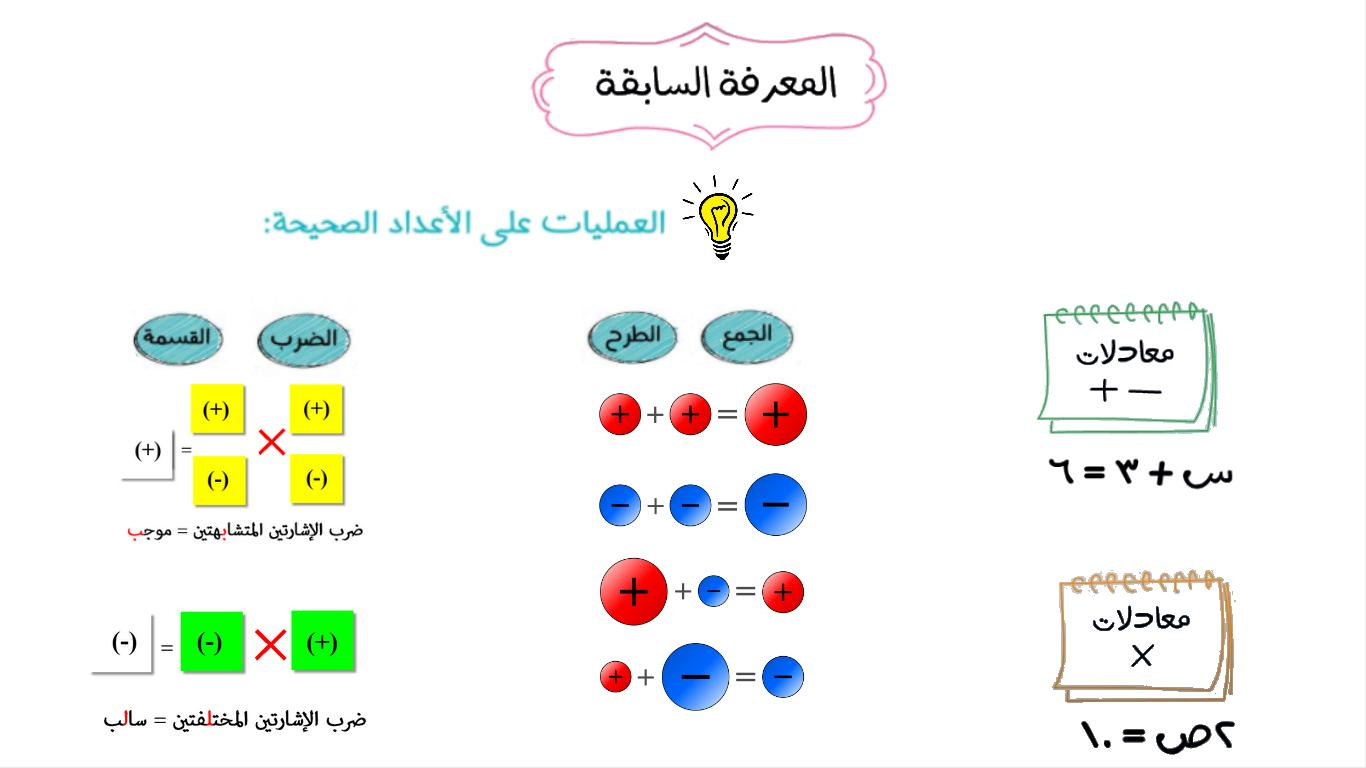 المعرفة السابقة
العمليات على الأعداد الصحيحة:
معادلات
+ −
س + ٣ = ٦
معادلات
×
٢ص = ١٠
الجمع الطرح
+ + + = +
− + − = −
+ + − = +
+ + − = −
الضرب القسمة
(+) × (+)
= (+)
(-) (-)
ضرب الإشارتين المتشابهتين = موجب
(+) × (-) = (-)
ضرب الإشارتين المختلفتين = سالب